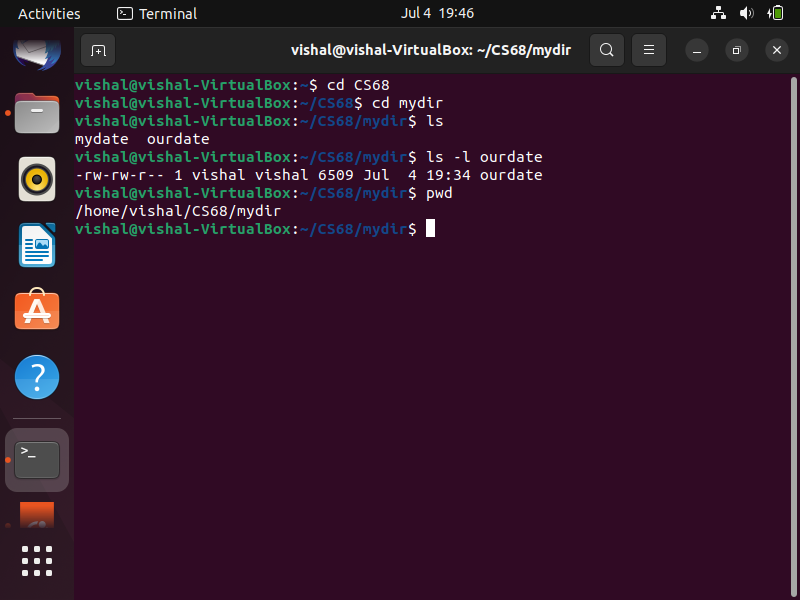 Activities Terminal Jul 4 19:46
vishal@vishal-VirtualBox: ~/CS68/mydir
vishal@vishal-VirtualBox:~$ cd CS68
vishal@vishal-VirtualBox:~/CS68$ cd mydir
vishal@vishal-VirtualBox:~/CS68/mydir$ ls
mydate  ourdate
vishal@vishal-VirtualBox:~/CS68/mydir$ ls -l ourdate
-rw-rw-r-- 1 vishal vishal 6509 Jul  4 19:34 ourdate
vishal@vishal-VirtualBox:~/CS68/mydir$ pwd
/home/vishal/CS68/mydir
vishal@vishal-VirtualBox:~/CS68/mydir$